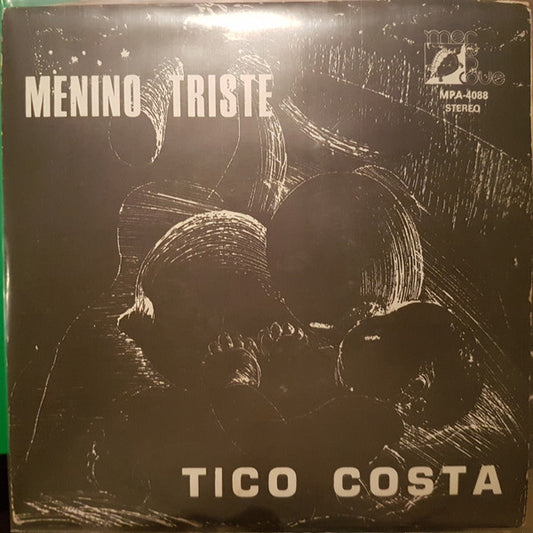 MENINO TRISTE
MPA-4088
STEREO
TICO COSTA